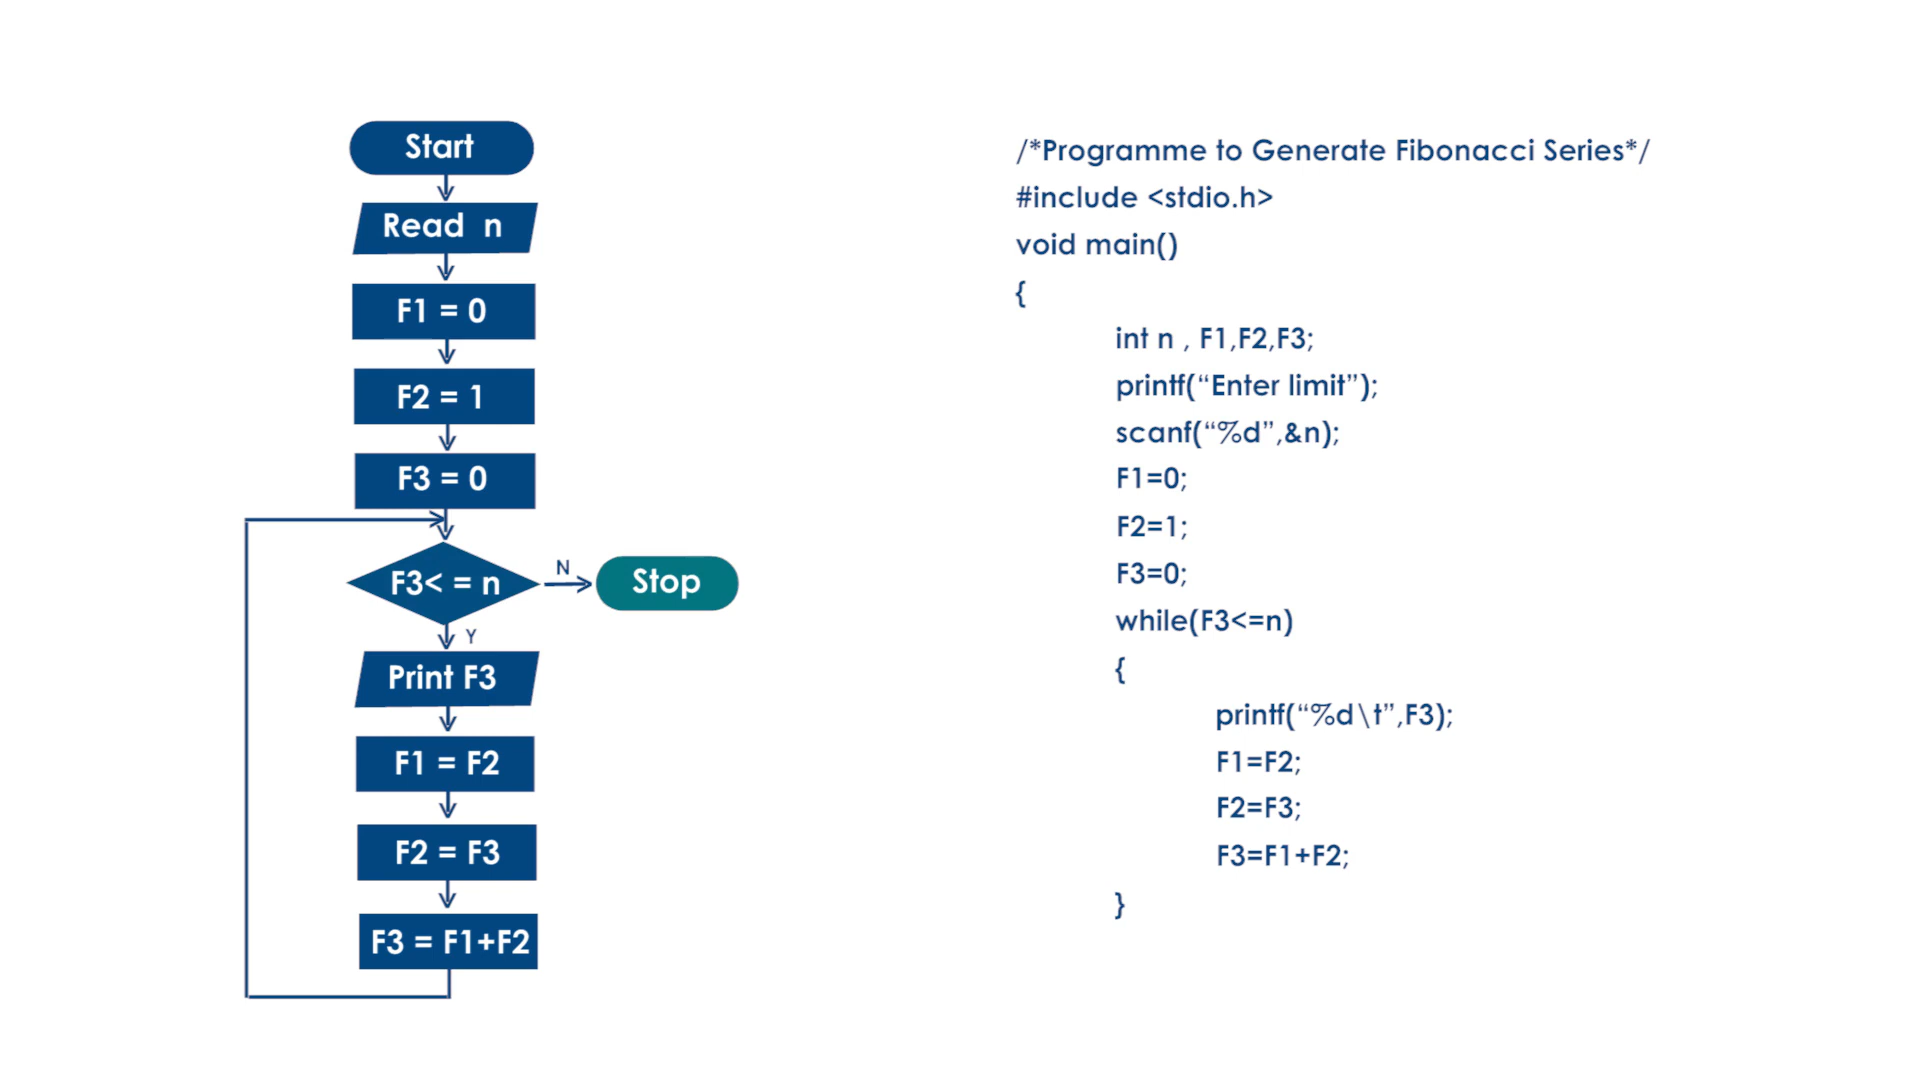 Start
Read n
F1 = 0
F2 = 1
F3 = 0
F3< = n
N
Stop
Y
Print F3
F1 = F2
F2 = F3
F3 = F1+F2
/*Programme to Generate Fibonacci Series*/
#include <stdio.h>
void main()
{
int n , F1,F2,F3;
printf(“Enter limit”);
scanf(“%d”,&n);
F1=0;
F2=1;
F3=0;
while(F3<=n)
{
printf(“%d\t”,F3);
F1=F2;
F2=F3;
F3=F1+F2;
}